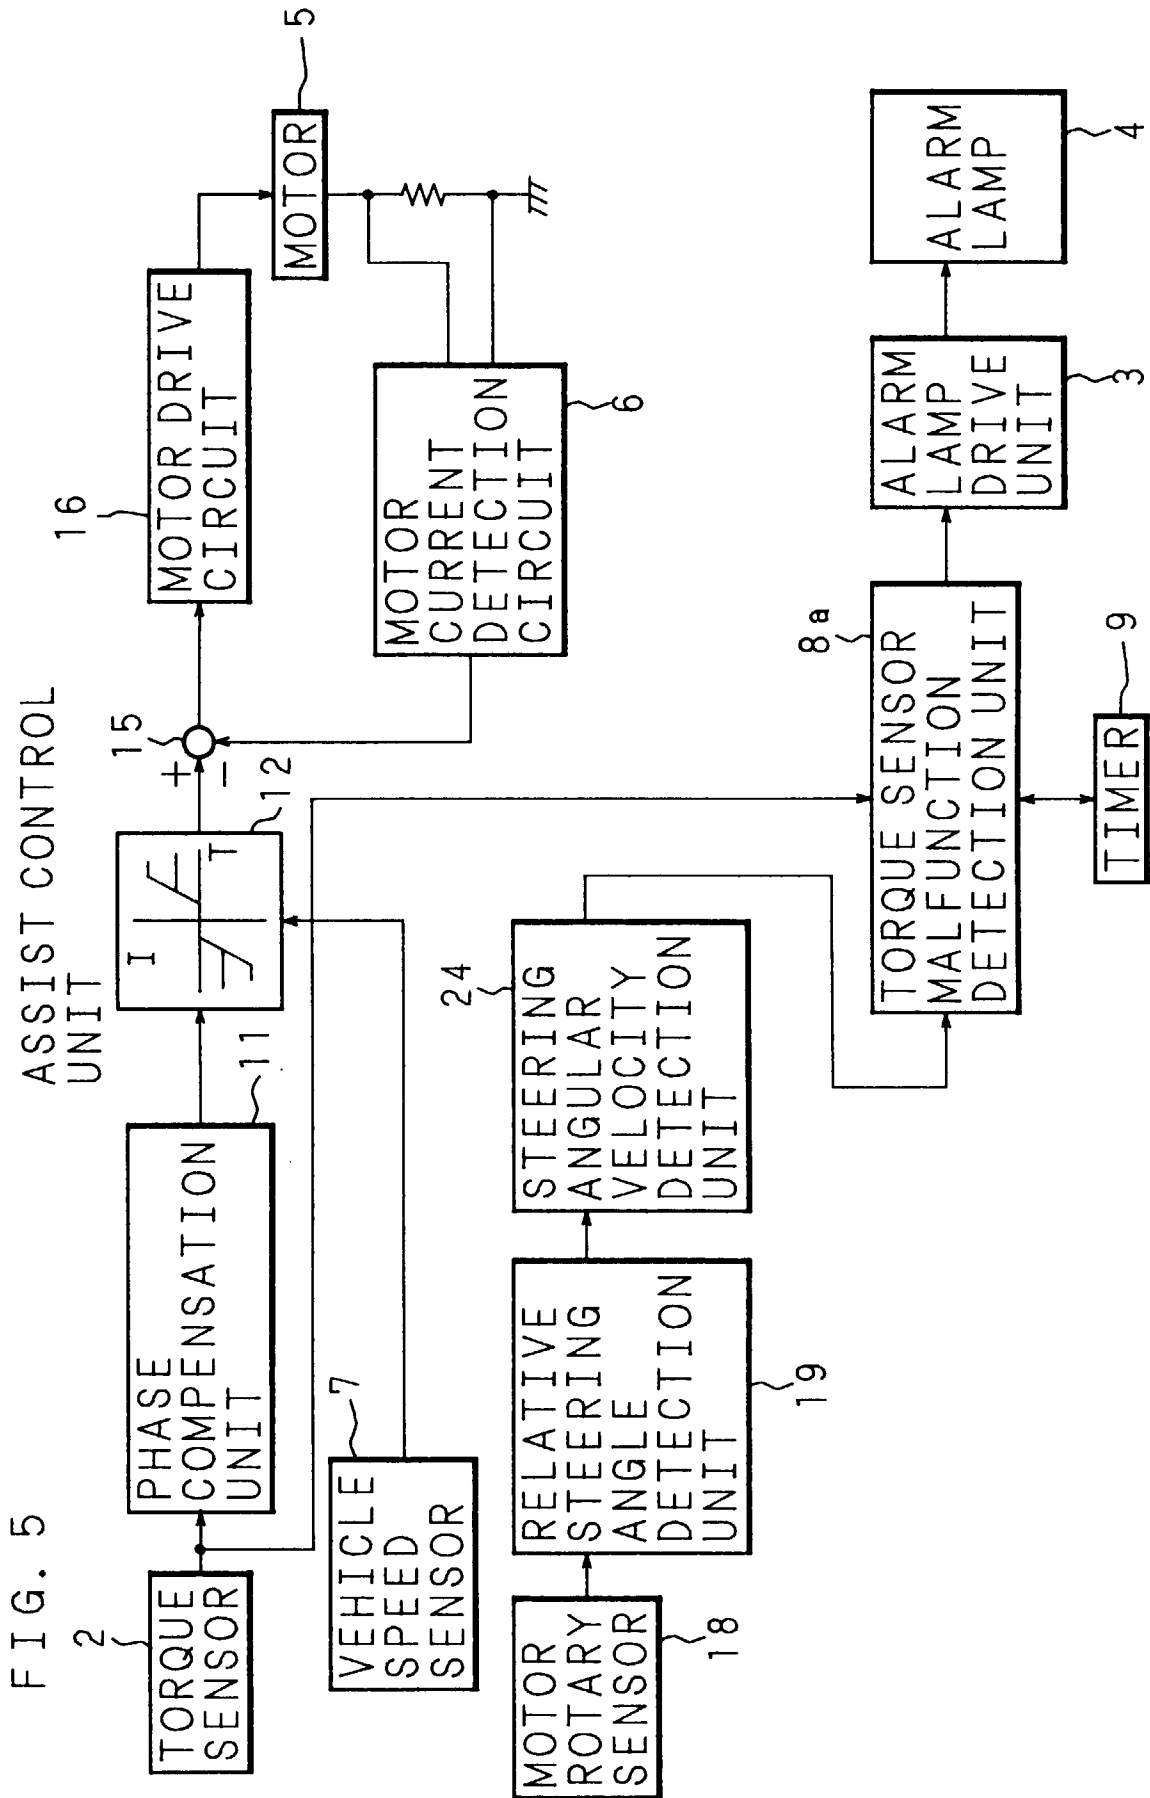 FIG. 5
ASSIST CONTROL
UNIT
2
TORQUE
SENSOR
PHASE
COMPENSATION
UNIT
11
I
T
12
+
−
15
16
MOTOR DRIVE
CIRCUIT
MOTOR
5
7
VEHICLE
SPEED
SENSOR
MOTOR
CURRENT
DETECTION
CIRCUIT
6
MOTOR
ROTARY
SENSOR
18
RELATIVE
STEERING
ANGLE
DETECTION
UNIT
19
24
STEERING
ANGULAR
VELOCITY
DETECTION
UNIT
8a
TORQUE SENSOR
MALFUNCTION
DETECTION UNIT
TIMER
9
ALARM
LAMP
DRIVE
UNIT
3
ALARM
LAMP
4